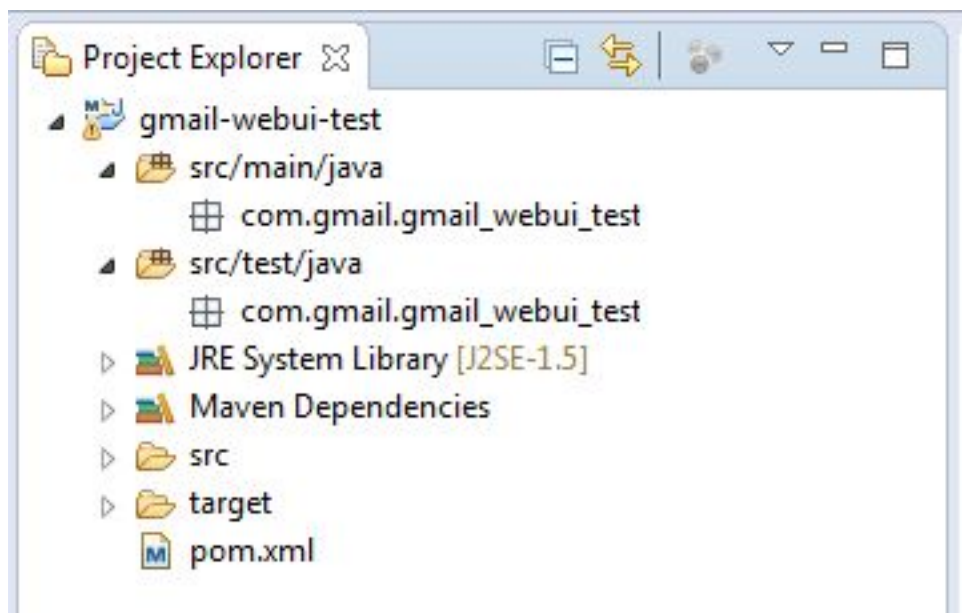 Project Explorer
gmail-webui-test
src/main/java
com.gmail.gmail_webui_test
src/test/java
com.gmail.gmail_webui_test
JRE System Library [J2SE-1.5]
Maven Dependencies
src
target
pom.xml